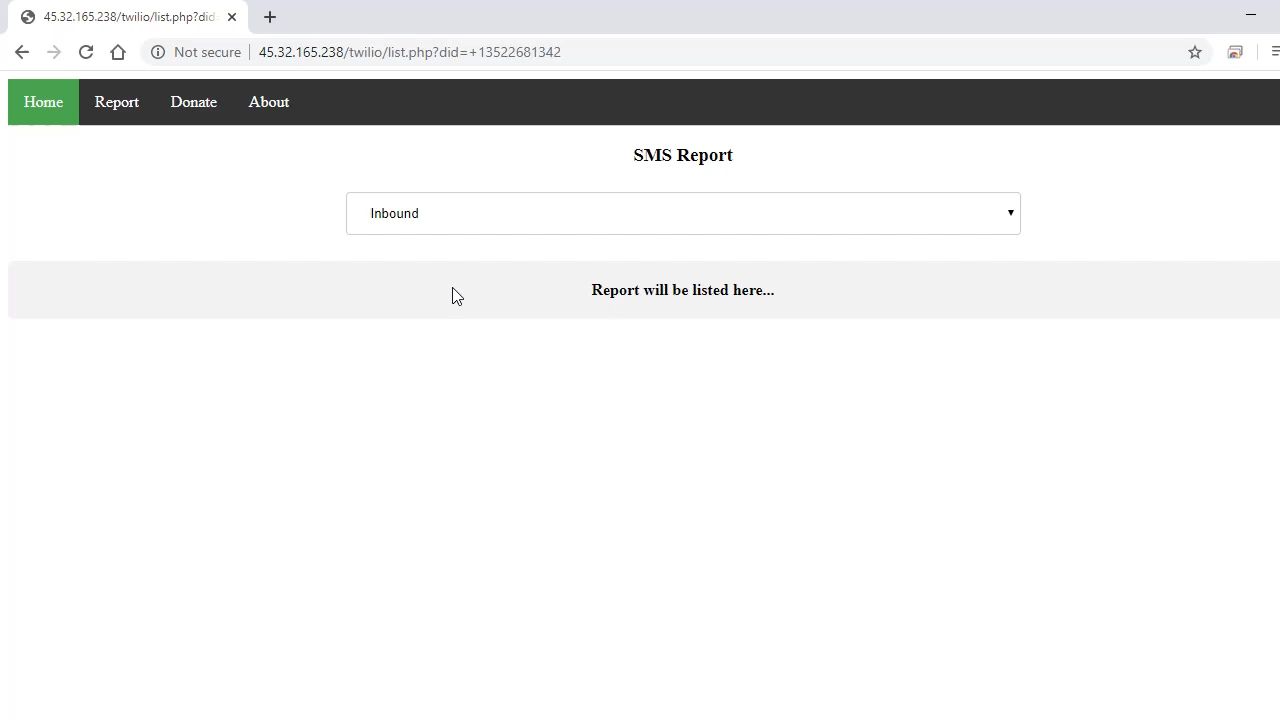 45.32.165.238/twilio/list.php?did=
Not secure 45.32.165.238/twilio/list.php?did=+13522681342
Home Report Donate About
SMS Report
Inbound
Report will be listed here...